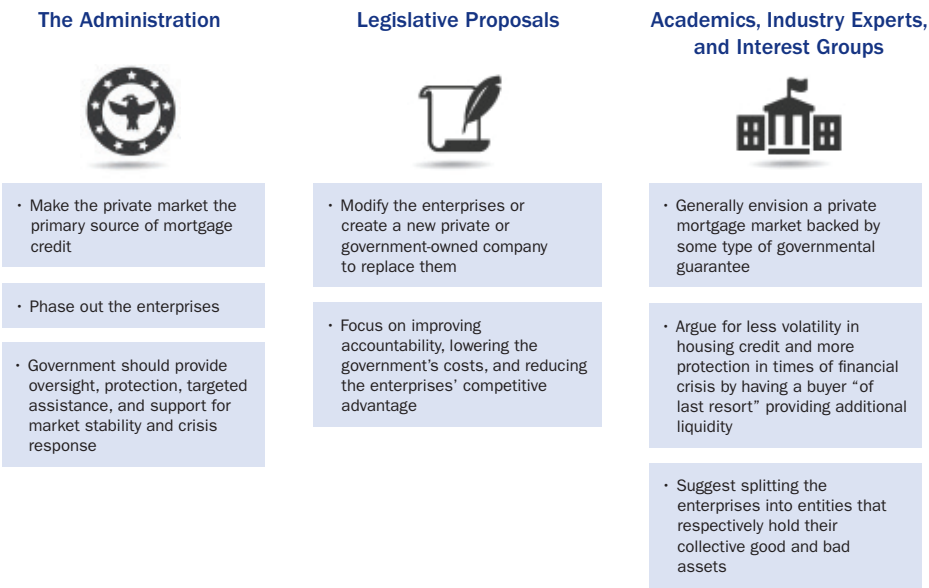 The Administration
• Make the private market the
primary source of mortgage
credit
• Phase out the enterprises
• Government should provide
oversight, protection, targeted
assistance, and support for
market stability and crisis
response
Legislative Proposals
• Modify the enterprises or
create a new private or
government-owned company
to replace them
• Focus on improving
accountability, lowering the
government’s costs, and reducing
the enterprises’ competitive
advantage
Academics, Industry Experts,
and Interest Groups
• Generally envision a private
mortgage market backed by
some type of governmental
guarantee
• Argue for less volatility in
housing credit and more
protection in times of financial
crisis by having a buyer “of
last resort” providing additional
liquidity
• Suggest splitting the
enterprises into entities that
respectively hold their
collective good and bad
assets